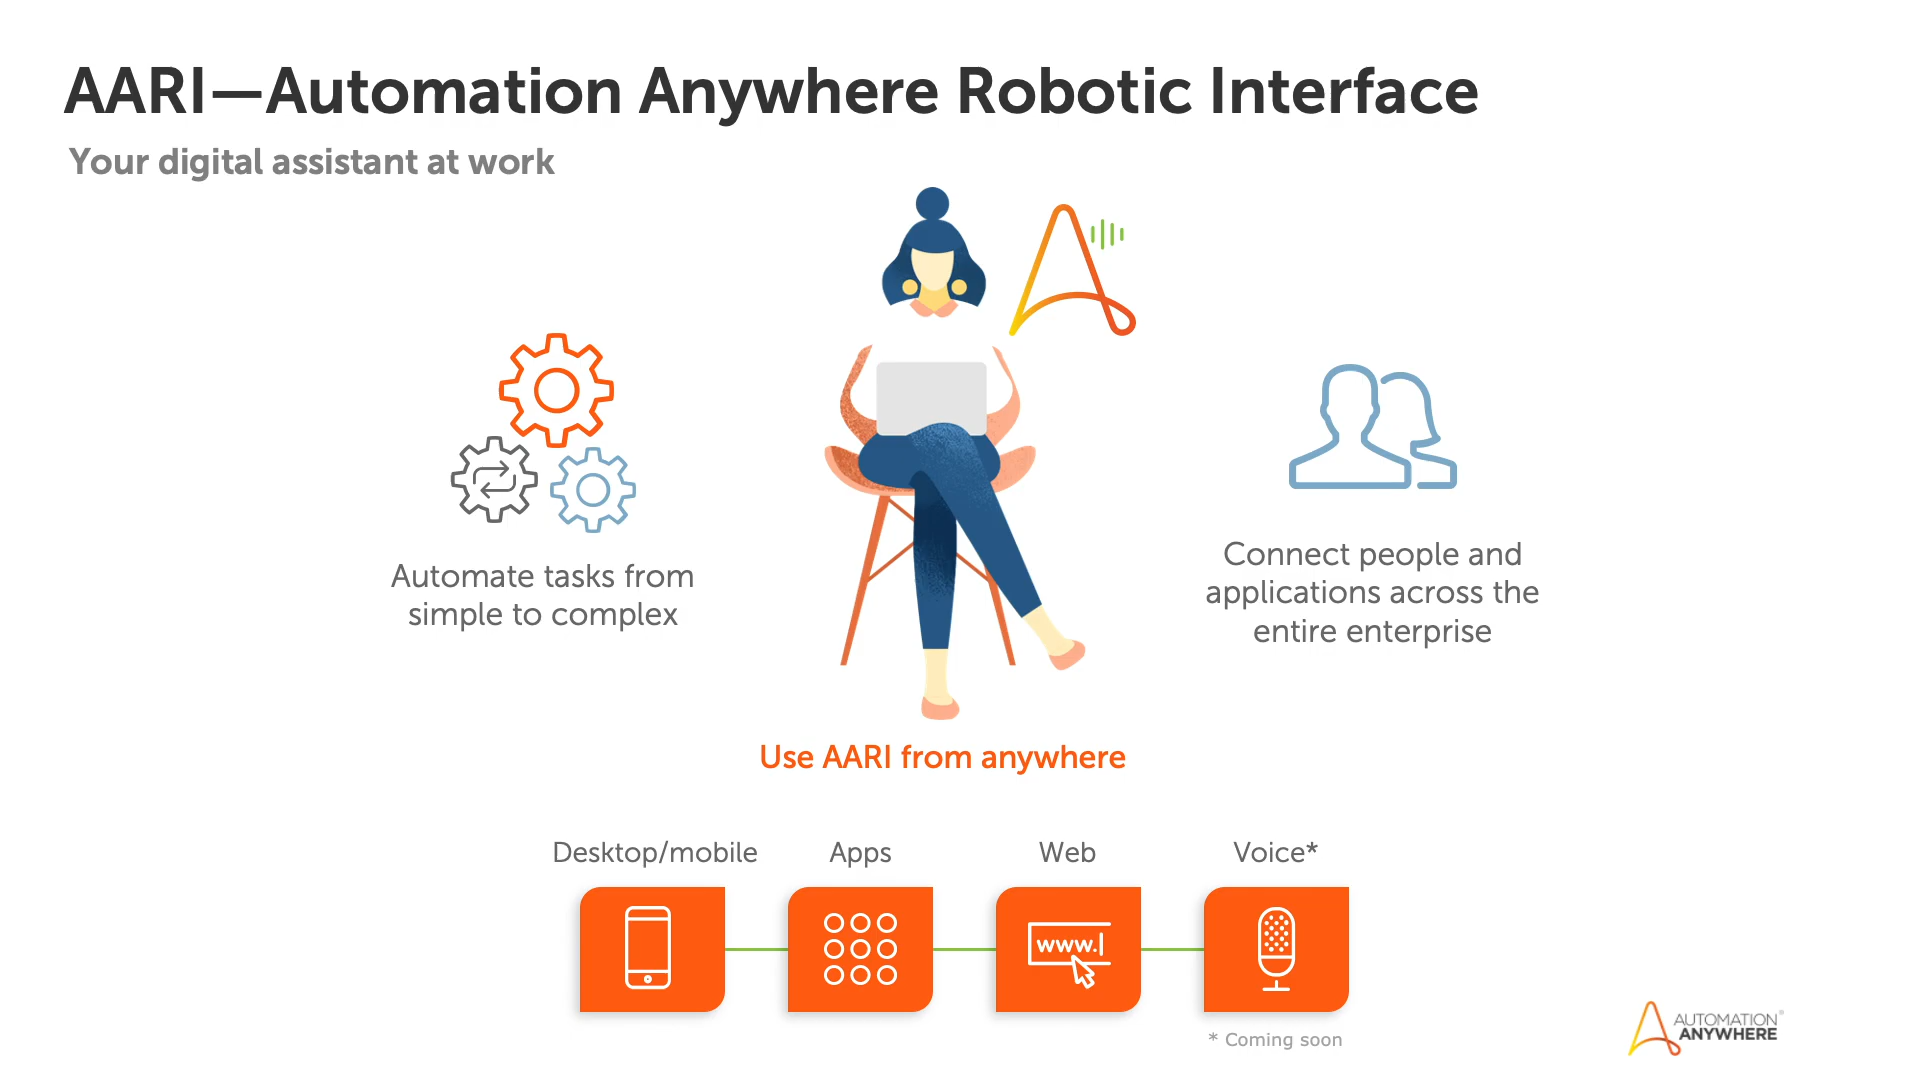 AARI—Automation Anywhere Robotic Interface
Your digital assistant at work
Automate tasks from
simple to complex
Connect people and
applications across the
entire enterprise
Use AARI from anywhere
Desktop/mobile
Apps
Web
Voice*
www.
* Coming soon
AUTOMATION®
ANYWHERE